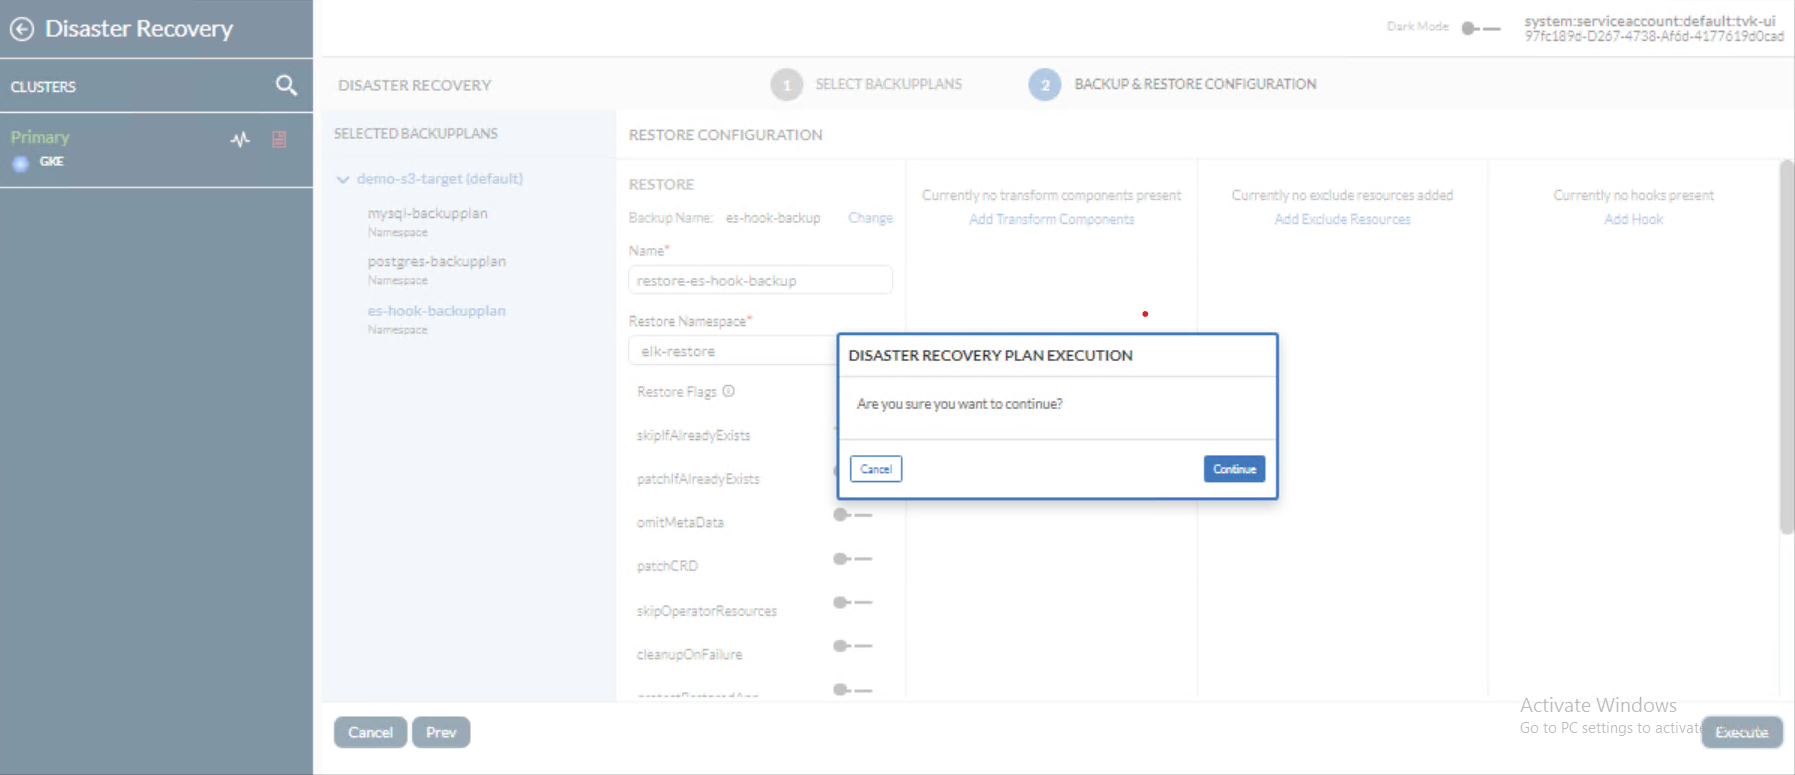 Disaster Recovery
Dark Mode
system:serviceaccount:default:tvk-ui
97fc189d-D267-4738-Af6d-4177619d0cad
CLUSTERS
DISASTER RECOVERY
1 SELECT BACKUPPLANS
2 BACKUP & RESTORE CONFIGURATION
Primary
GKE
SELECTED BACKUPPLANS
demo-s3-target (default)
mysql-backupplan
Namespace
postgres-backupplan
Namespace
es-hook-backupplan
Namespace
RESTORE CONFIGURATION
RESTORE
Backup Name: es-hook-backup Change
Name*
restore-es-hook-backup
Restore Namespace*
elk-restore
Restore Flags
skipIfAlreadyExists
patchIfAlreadyExists
omitMetaData
patchCRD
skipOperatorResources
cleanupOnFailure
Currently no transform components present
Add Transform Components
Currently no exclude resources added
Add Exclude Resources
Currently no hooks present
Add Hook
DISASTER RECOVERY PLAN EXECUTION
Are you sure you want to continue?
Cancel
Continue
Cancel
Prev
Activate Windows
Go to PC settings to activate
Execute